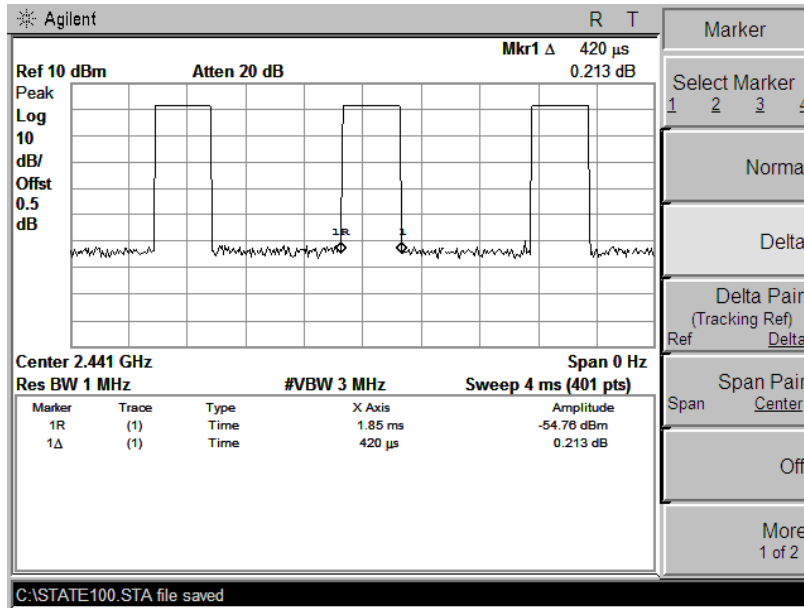 Agilent R T
Mkr1 Δ 420 µs
Ref 10 dBm Atten 20 dB 0.213 dB
Peak
Log
10
dB/
Offst
0.5
dB
1R 1
Center 2.441 GHz Span 0 Hz
Res BW 1 MHz #VBW 3 MHz Sweep 4 ms (401 pts)
Marker Trace Type X Axis Amplitude
1R (1) Time 1.85 ms -54.76 dBm
1Δ (1) Time 420 µs 0.213 dB
C:\STATE100.STA file saved
Marker
Select Marker
1 2 3 4
Norma
Delta
Delta Pair
(Tracking Ref)
Ref Delta
Span Pair
Span Center
Off
More
1 of 2